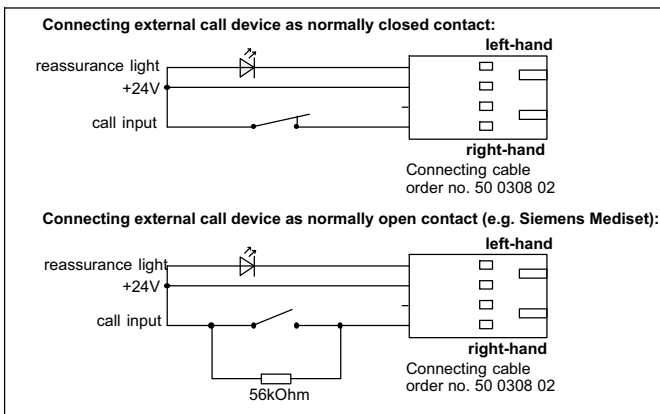 Connecting external call device as normally closed contact:
left-hand
reassurance light
+24V
call input
right-hand
Connecting cable
order no. 50 0308 02
Connecting external call device as normally open contact (e.g. Siemens Mediset):
left-hand
reassurance light
+24V
call input
right-hand
Connecting cable
order no. 50 0308 02
56kOhm